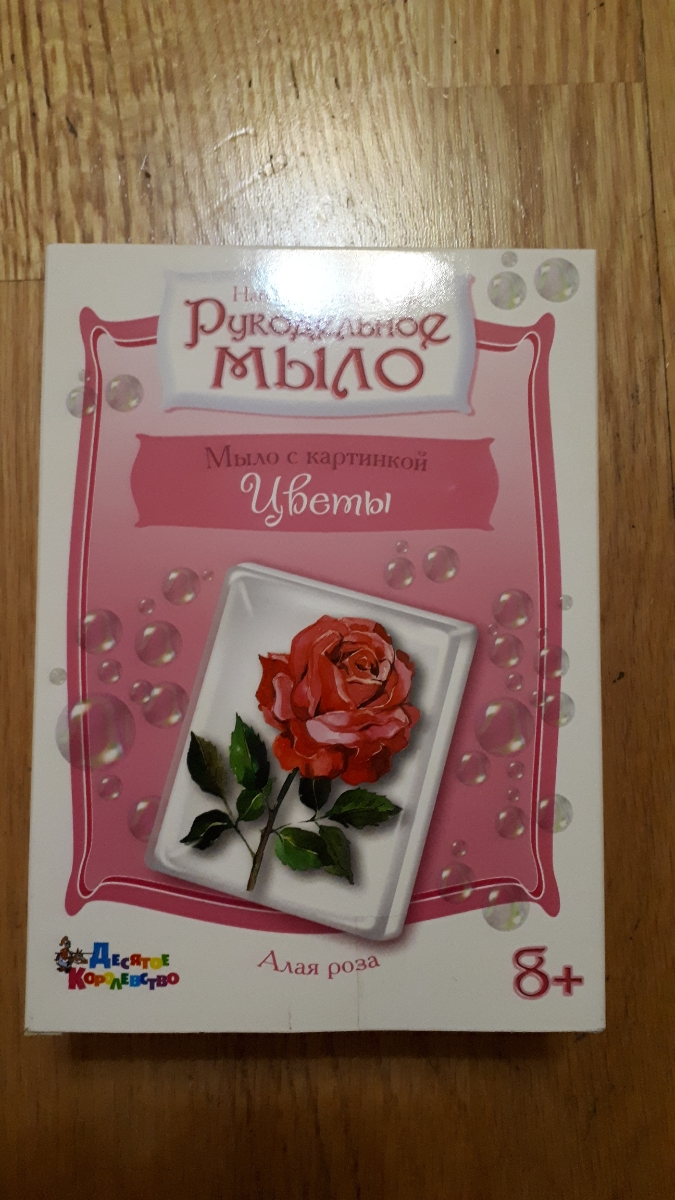 Рукодельное
мыло
Мыло с картинкой
Цветы
Алая роза
Десятое
Королевство
8+